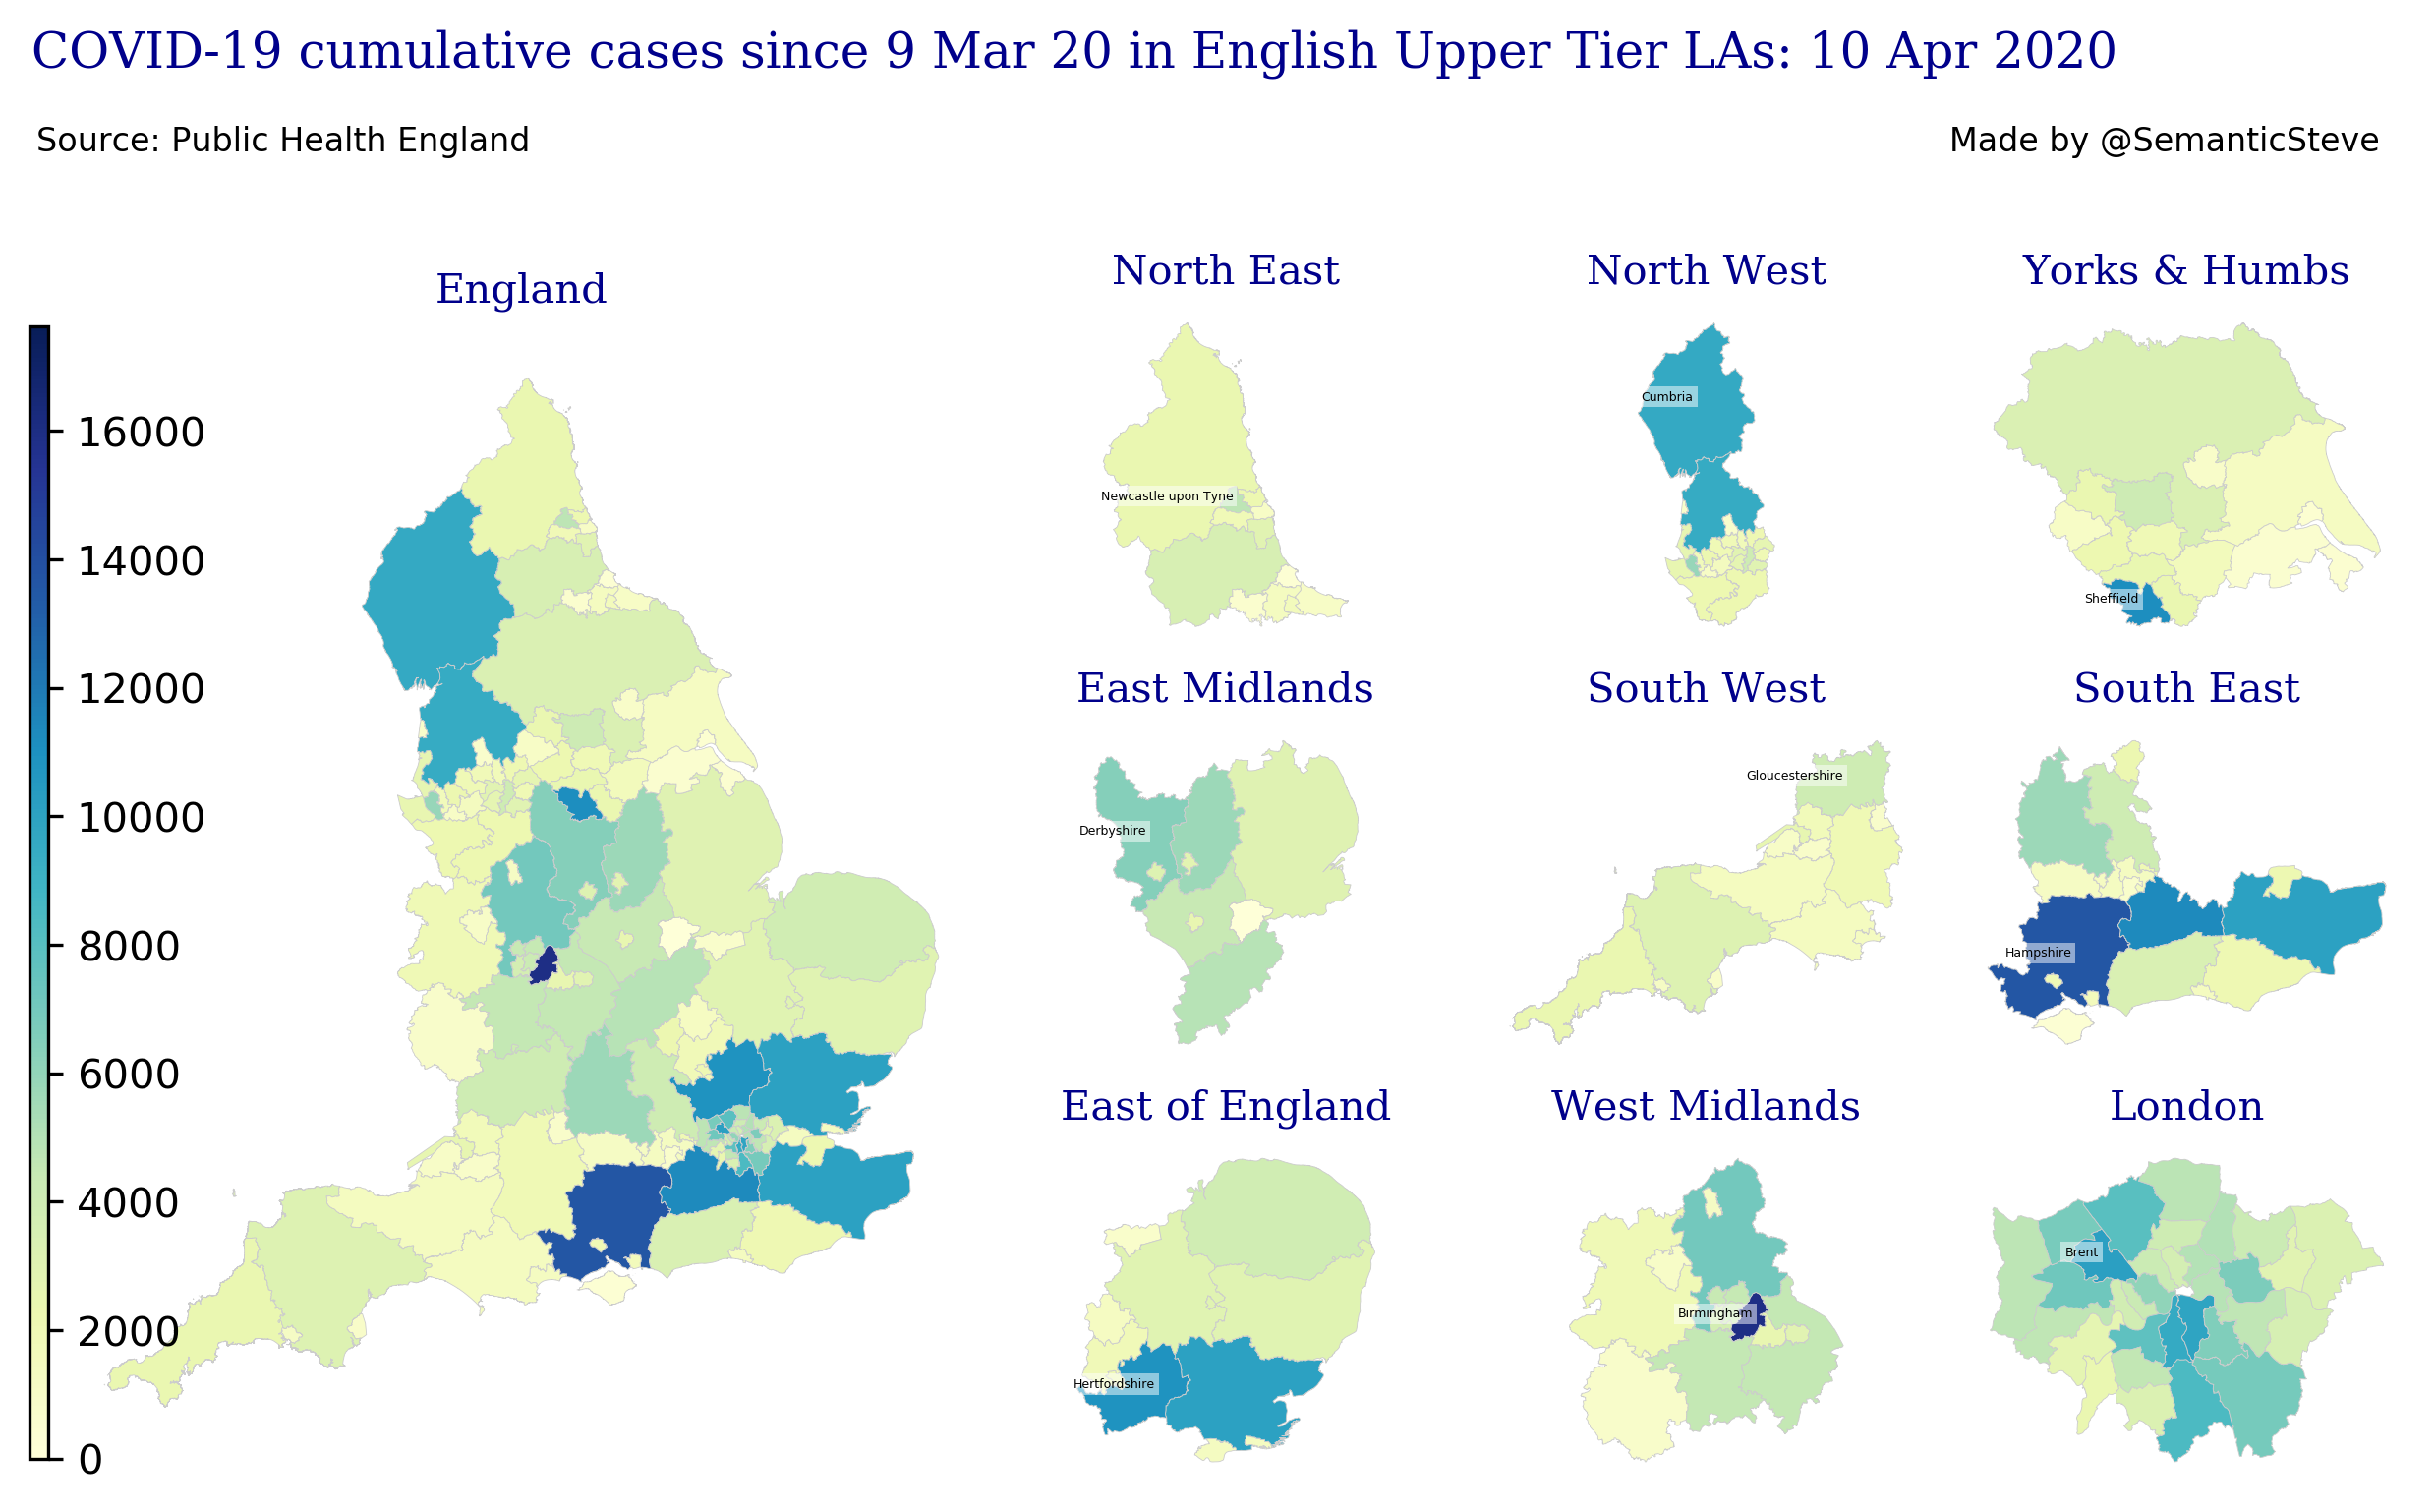 COVID-19 cumulative cases since 9 Mar 20 in English Upper Tier LAs: 10 Apr 2020
Source: Public Health England
Made by @SemanticSteve
England
16000
14000
12000
10000
8000
6000
4000
2000
0
North East
Newcastle upon Tyne
North West
Cumbria
Yorks & Humbs
Sheffield
East Midlands
Derbyshire
South West
Gloucestershire
South East
Hampshire
East of England
Hertfordshire
West Midlands
Birmingham
London
Brent